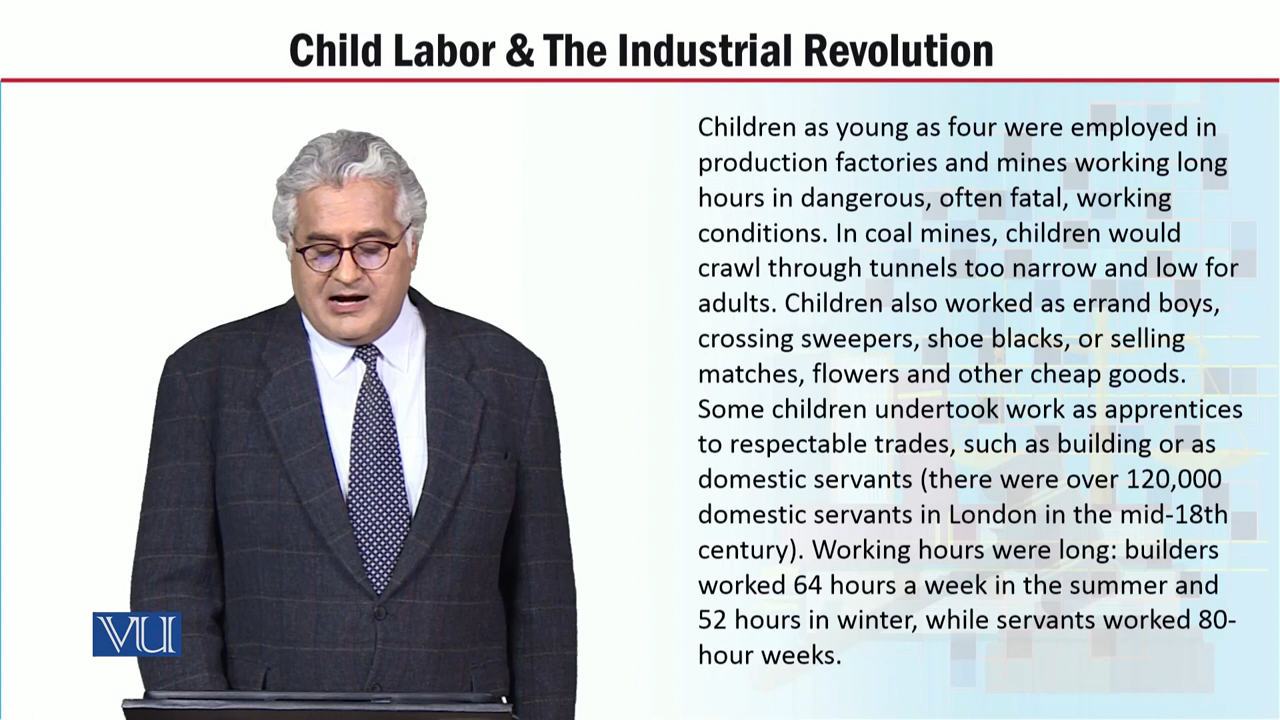 Child Labor & The Industrial Revolution
Children as young as four were employed in
production factories and mines working long
hours in dangerous, often fatal, working
conditions. In coal mines, children would
crawl through tunnels too narrow and low for
adults. Children also worked as errand boys,
crossing sweepers, shoe blacks, or selling
matches, flowers and other cheap goods.
Some children undertook work as apprentices
to respectable trades, such as building or as
domestic servants (there were over 120,000
domestic servants in London in the mid-18th
century). Working hours were long: builders
worked 64 hours a week in the summer and
52 hours in winter, while servants worked 80-
hour weeks.
VU